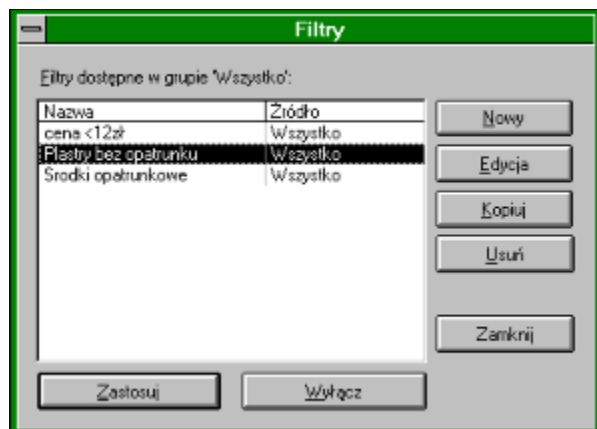 Filtry
Filtry dostępne w grupie 'Wszystko':
Nazwa Źródło
cena <12zł Wszystko
Plastry bez opatrunku Wszystko
Środki opatrunkowe Wszystko
Nowy
Edycja
Kopiuj
Usuń
Zamknij
Zastosuj Wyłącz